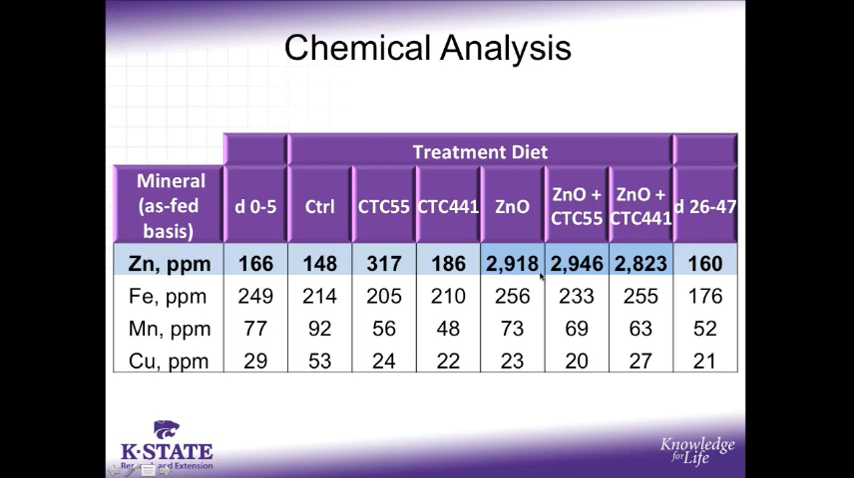 Chemical Analysis
Treatment Diet
Mineral (as-fed basis) d 0-5 Ctrl CTC55 CTC441 ZnO ZnO + CTC55 ZnO + CTC441 d 26-47
Zn, ppm 166 148 317 186 2,918 2,946 2,823 160
Fe, ppm 249 214 205 210 256 233 255 176
Mn, ppm 77 92 56 48 73 69 63 52
Cu, ppm 29 53 24 22 23 20 27 21
K-STATE
Research and Extension
Knowledge
for Life